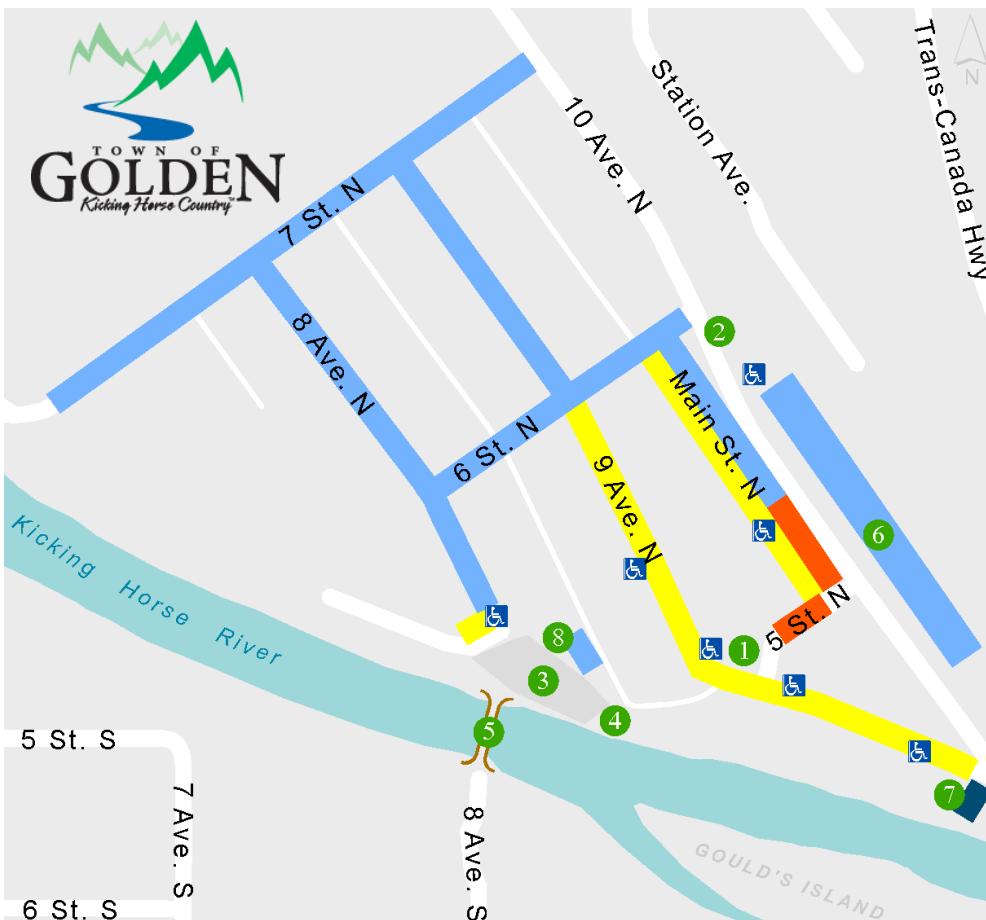 TOWN OF
GOLDEN
Kicking Horse Country
7 St. N
10 Ave. N
Station Ave.
Trans-Canada Hwy
N
8 Ave. N
6 St. N
9 Ave. N
Main St. N
5 St. N
2
6
1
8
3
4
5
7
Kicking Horse River
5 St. S
7 Ave. S
8 Ave. S
6 St. S
GOULD'S ISLAND